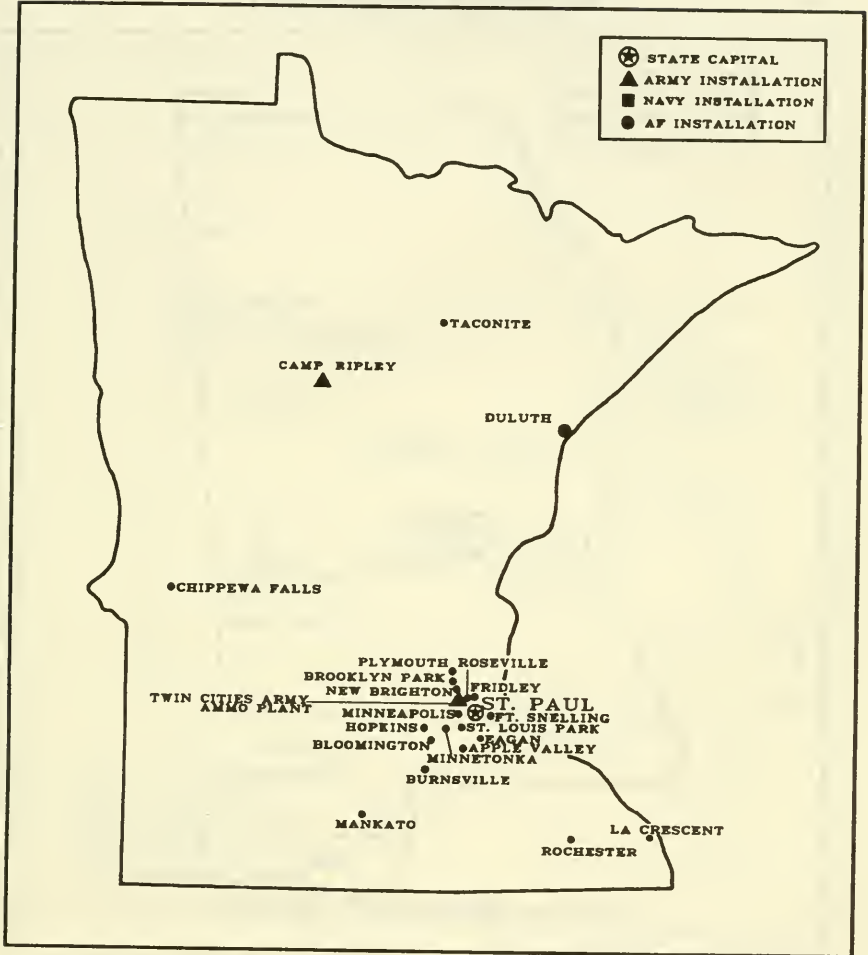 STATE CAPITAL
ARMY INSTALLATION
NAVY INSTALLATION
AF INSTALLATION
TACONITE
CAMP RIPLEY
DULUTH
CHIPPEWA FALLS
PLYMOUTH ROSEVILLE
BROOKLYN PARK
NEW BRIGHTON FRIDLEY
TWIN CITIES ARMY
AMMO PLANT
ST. PAUL
MINNEAPOLIS FT. SNELLING
HOPKINS ST. LOUIS PARK
BLOOMINGTON EAGAN
APPLE VALLEY
MINNETONKA
BURNSVILLE
MANKATO
LA CRESCENT
ROCHESTER